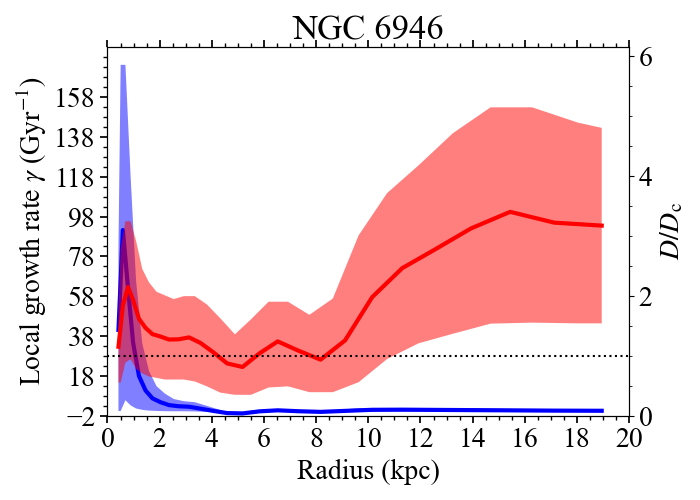 NGC 6946
Local growth rate γ (Gyr⁻¹)
158
138
118
98
78
58
38
18
−2
6
4
2
0
D/D_c
0 2 4 6 8 10 12 14 16 18 20
Radius (kpc)